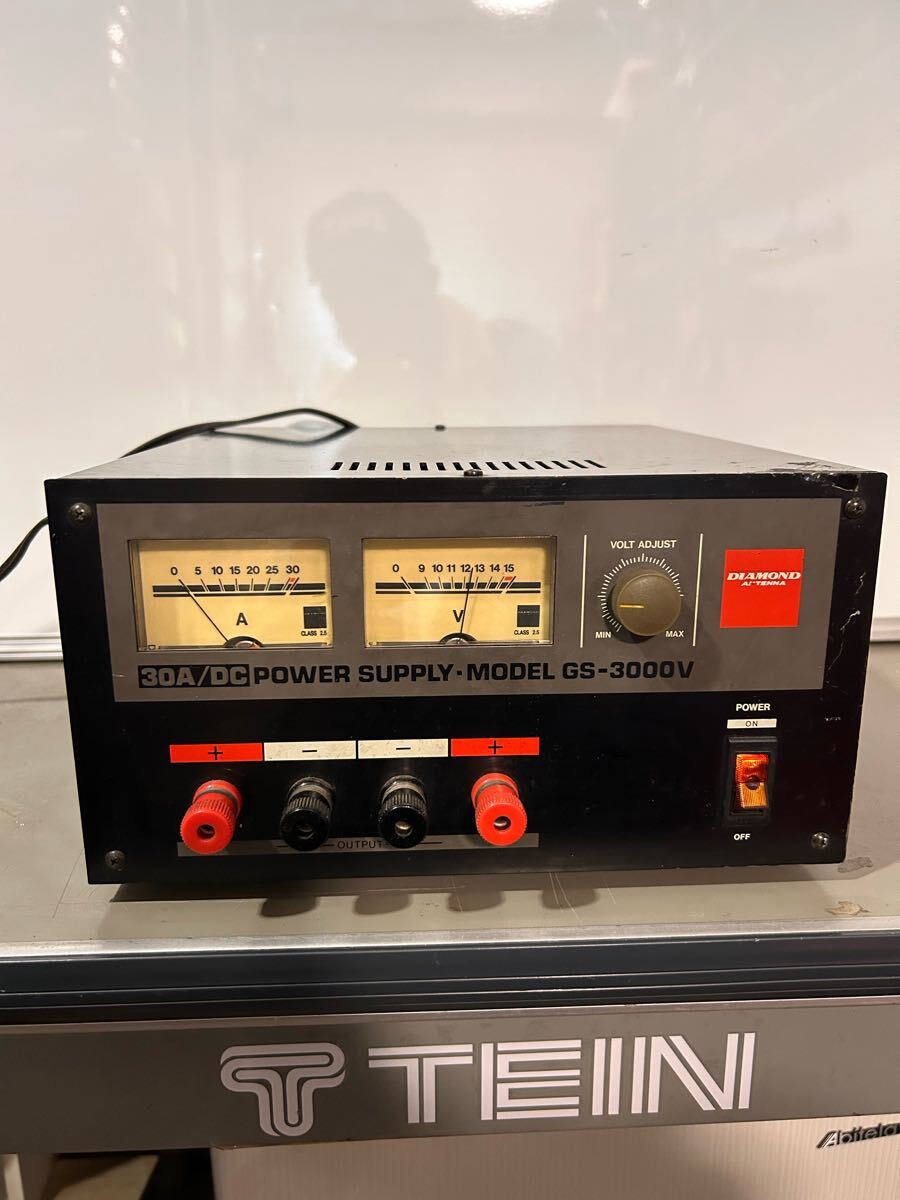 0 5 10 15 20 25 30
A
CLASS 2.5
0 9 10 11 12 13 14 15
V
CLASS 2.5
VOLT ADJUST
MIN MAX
DIAMOND
ANTENNA
30A/DC POWER SUPPLY·MODEL GS-3000V
POWER
ON
+ − − +
OUTPUT
OFF
TEIN
Abitela